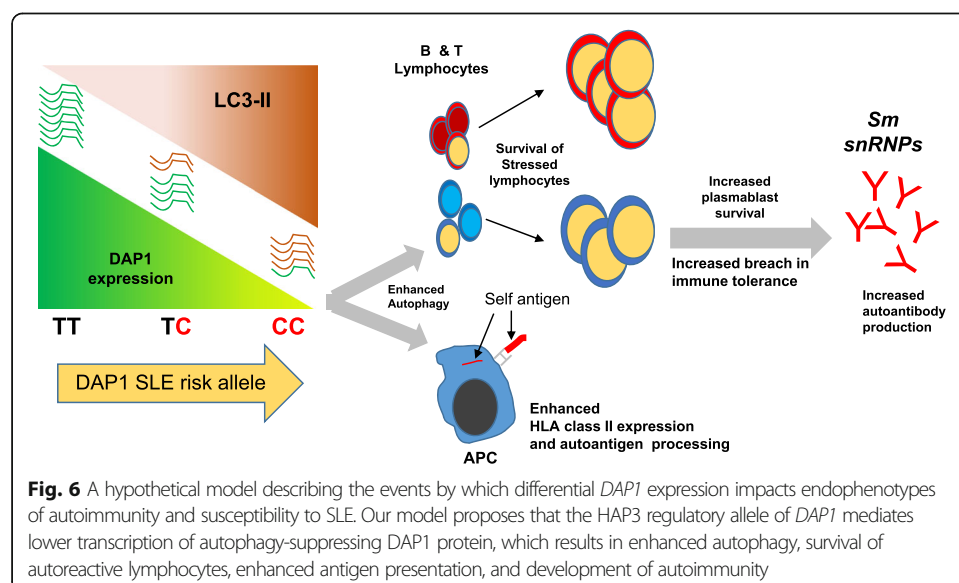 LC3-II
DAP1
expression
TT TC CC
DAP1 SLE risk allele
Enhanced
Autophagy
B & T
Lymphocytes
Survival of
Stressed
lymphocytes
Self antigen
APC
Enhanced
HLA class II expression
and autoantigen processing
Increased
plasmablast
survival
Increased breach in
immune tolerance
Sm
snRNPs
Increased
autoantibody
production
Fig. 6 A hypothetical model describing the events by which differential DAP1 expression impacts endophenotypes
of autoimmunity and susceptibility to SLE. Our model proposes that the HAP3 regulatory allele of DAP1 mediates
lower transcription of autophagy-suppressing DAP1 protein, which results in enhanced autophagy, survival of
autoreactive lymphocytes, enhanced antigen presentation, and development of autoimmunity